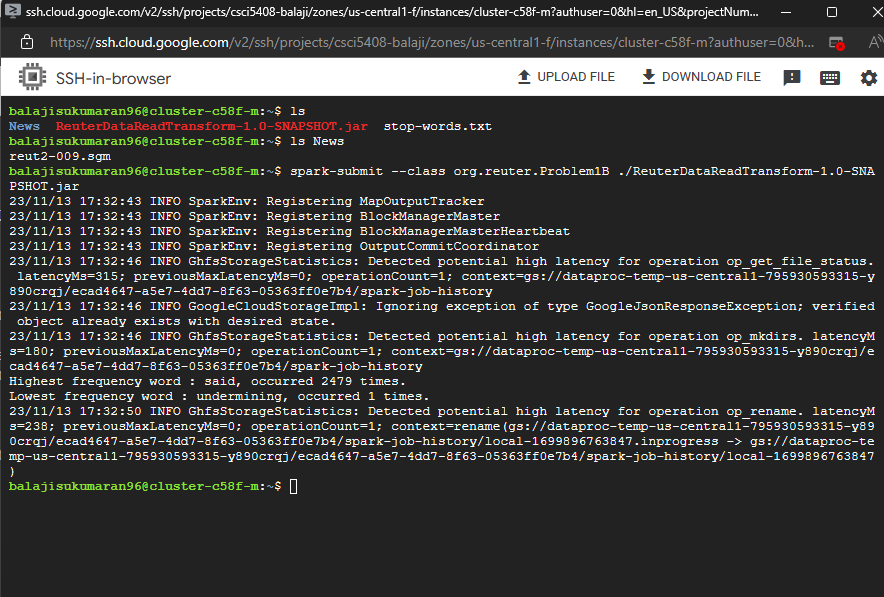 ssh.cloud.google.com/v2/ssh/projects/csci5408-balaji/zones/us-central1-f/instances/cluster-c58f-m?authuser=0&hl=en_US&projectNum...
https://ssh.cloud.google.com/v2/ssh/projects/csci5408-balaji/zones/us-central1-f/instances/cluster-c58f-m?authuser=0&h...
SSH-in-browser
UPLOAD FILE
DOWNLOAD FILE
balajisukumaran96@cluster-c58f-m:~$ ls
News  ReuterDataReadTransform-1.0-SNAPSHOT.jar  stop-words.txt
balajisukumaran96@cluster-c58f-m:~$ ls News
reut2-009.sgm
balajisukumaran96@cluster-c58f-m:~$ spark-submit --class org.reuter.Problem1B ./ReuterDataReadTransform-1.0-SNA
PSHOT.jar
23/11/13 17:32:43 INFO SparkEnv: Registering MapOutputTracker
23/11/13 17:32:43 INFO SparkEnv: Registering BlockManagerMaster
23/11/13 17:32:43 INFO SparkEnv: Registering BlockManagerMasterHeartbeat
23/11/13 17:32:43 INFO SparkEnv: Registering OutputCommitCoordinator
23/11/13 17:32:46 INFO GhfsStorageStatistics: Detected potential high latency for operation op_get_file_status.
 latencyMs=315; previousMaxLatencyMs=0; operationCount=1; context=gs://dataproc-temp-us-central1-795930593315-y
890crqj/ecad4647-a5e7-4dd7-8f63-05363ff0e7b4/spark-job-history
23/11/13 17:32:46 INFO GoogleCloudStorageImpl: Ignoring exception of type GoogleJsonResponseException; verified
 object already exists with desired state.
23/11/13 17:32:46 INFO GhfsStorageStatistics: Detected potential high latency for operation op_mkdirs. latencyM
s=180; previousMaxLatencyMs=0; operationCount=1; context=gs://dataproc-temp-us-central1-795930593315-y890crqj/e
cad4647-a5e7-4dd7-8f63-05363ff0e7b4/spark-job-history
Highest frequency word : said, occurred 2479 times.
Lowest frequency word : undermining, occurred 1 times.
23/11/13 17:32:50 INFO GhfsStorageStatistics: Detected potential high latency for operation op_rename. latencyM
s=238; previousMaxLatencyMs=0; operationCount=1; context=rename(gs://dataproc-temp-us-central1-795930593315-y89
0crqj/ecad4647-a5e7-4dd7-8f63-05363ff0e7b4/spark-job-history/local-1699896763847.inprogress -> gs://dataproc-te
mp-us-central1-795930593315-y890crqj/ecad4647-a5e7-4dd7-8f63-05363ff0e7b4/spark-job-history/local-1699896763847
)
balajisukumaran96@cluster-c58f-m:~$